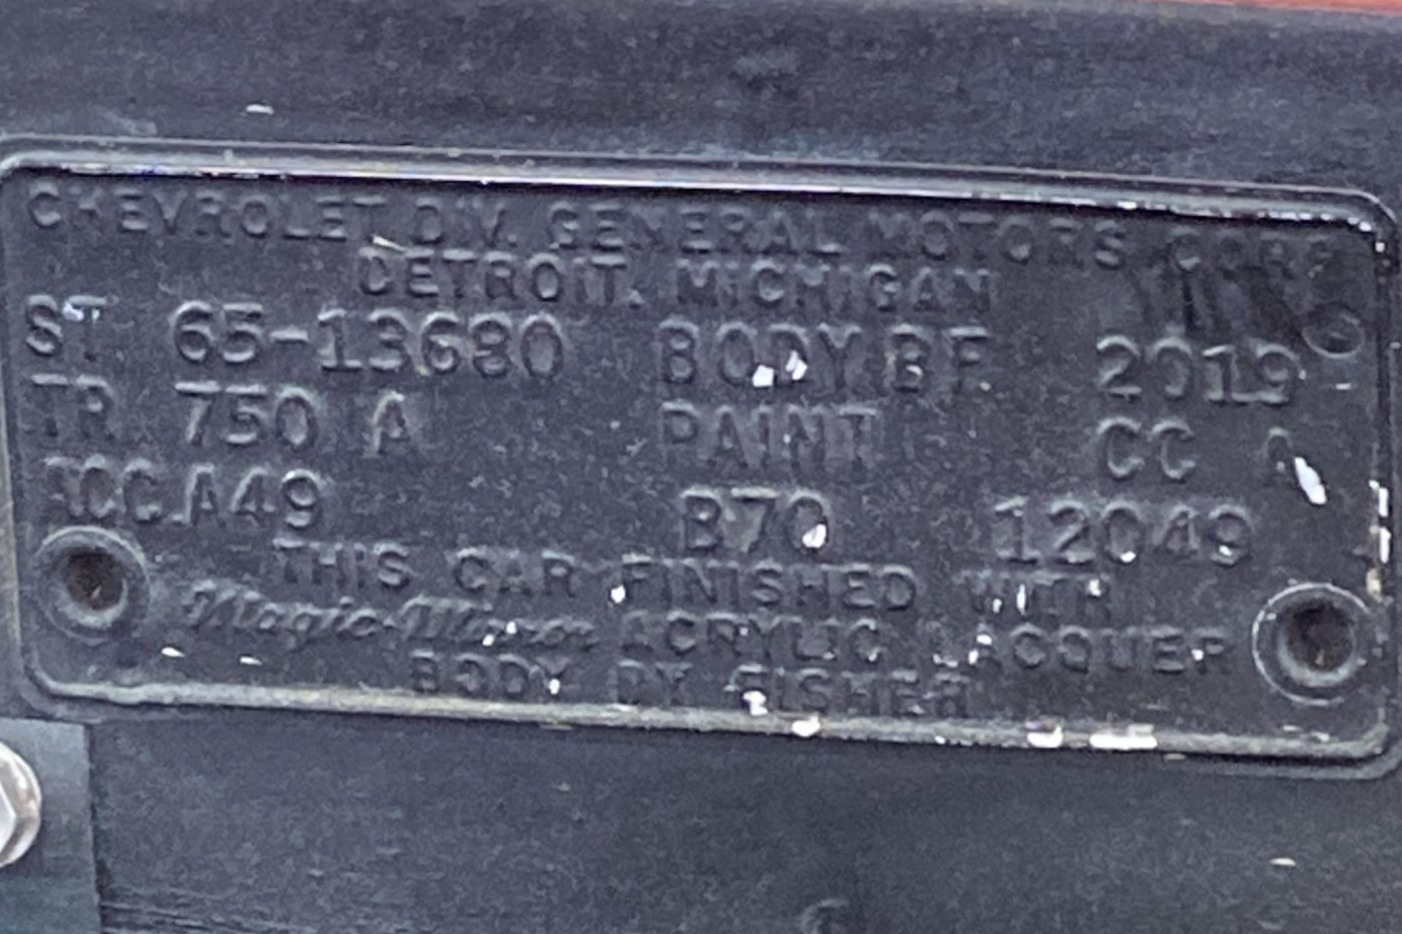 CHEVROLET DIV. GENERAL MOTORS CORP.
DETROIT, MICHIGAN
ST 65-13680 BODY BF 2019
TR 750 A PAINT CC A
ACC. A49 B70 12049
THIS CAR FINISHED WITH
Magic-Mirror ACRYLIC LACQUER
BODY BY FISHER